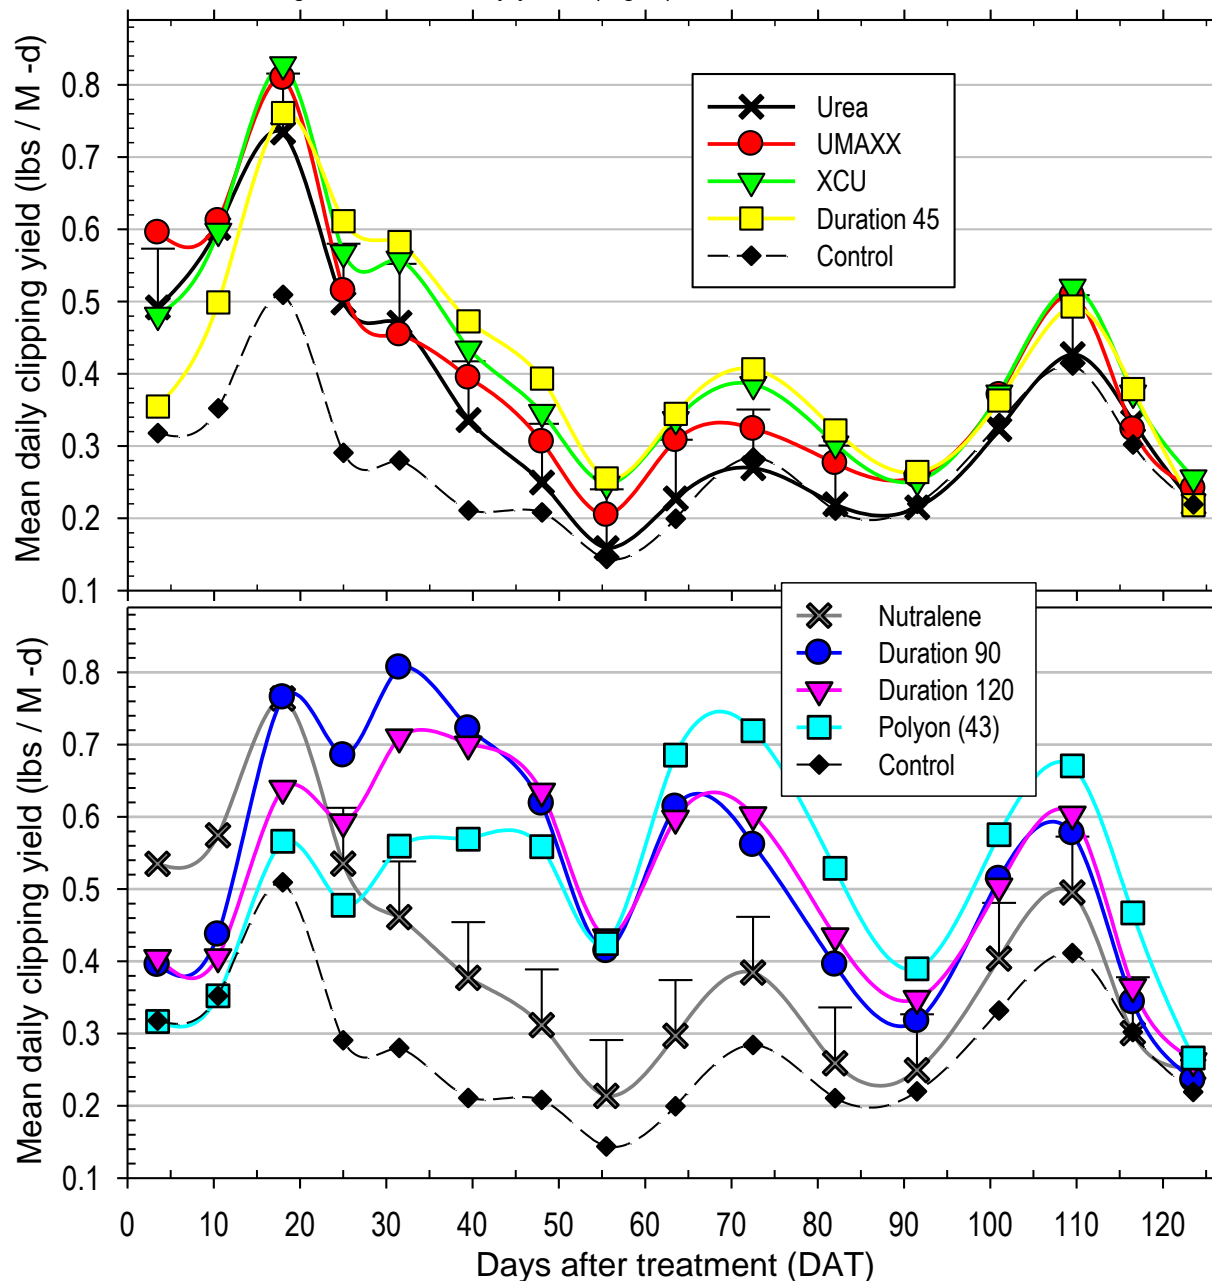 Mean daily clipping yield (lbs / M -d)
0.8
0.7
0.6
0.5
0.4
0.3
0.2
0.1
Urea
UMAXX
XCU
Duration 45
Control
Mean daily clipping yield (lbs / M -d)
0.8
0.7
0.6
0.5
0.4
0.3
0.2
0.1
Nutralene
Duration 90
Duration 120
Polyon (43)
Control
0 10 20 30 40 50 60 70 80 90 100 110 120
Days after treatment (DAT)